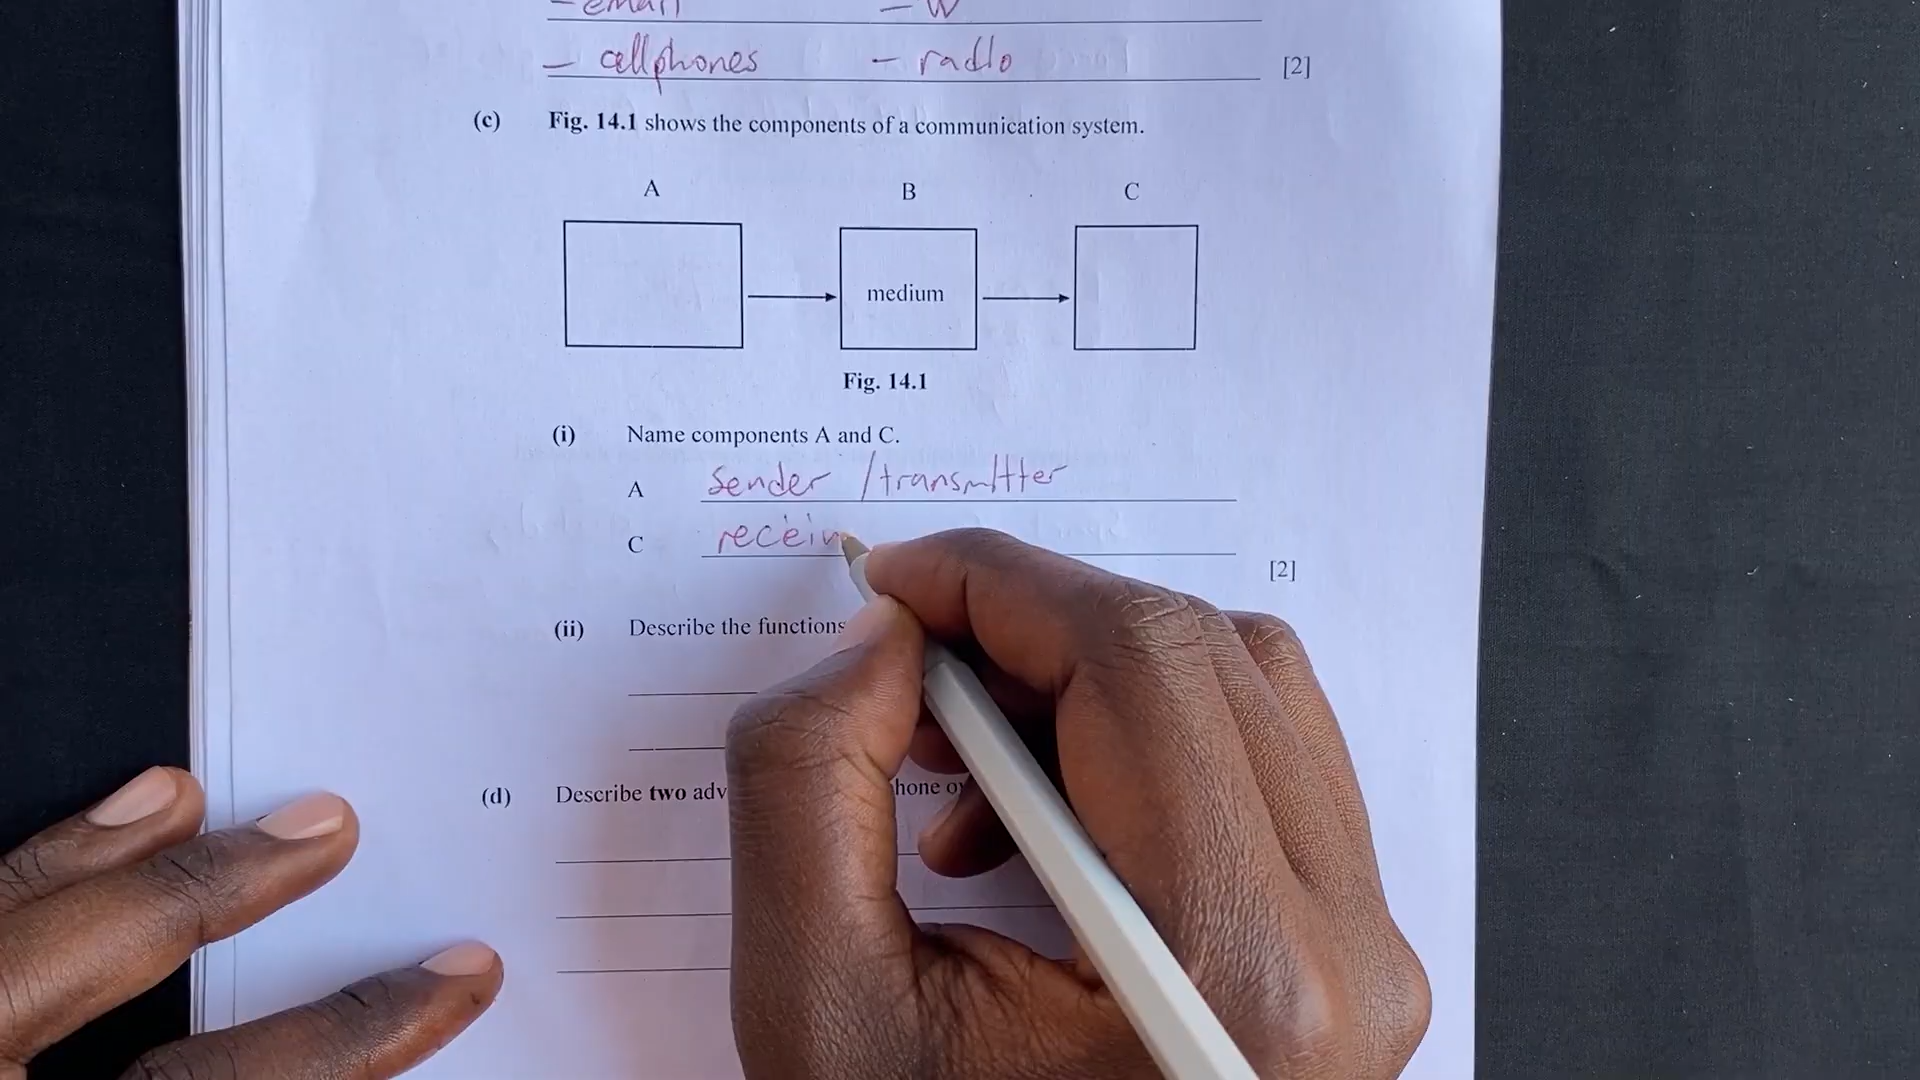 - email - W
- cellphones - radio [2]
(c) Fig. 14.1 shows the components of a communication system.
A B C
medium
Fig. 14.1
(i) Name components A and C.
A sender / transmitter
C receiv
[2]
(ii) Describe the functions
(d) Describe two adv hone o